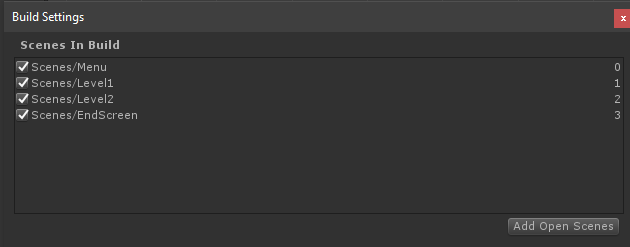 Build Settings
x
Scenes In Build
Scenes/Menu 0
Scenes/Level1 1
Scenes/Level2 2
Scenes/EndScreen 3
Add Open Scenes